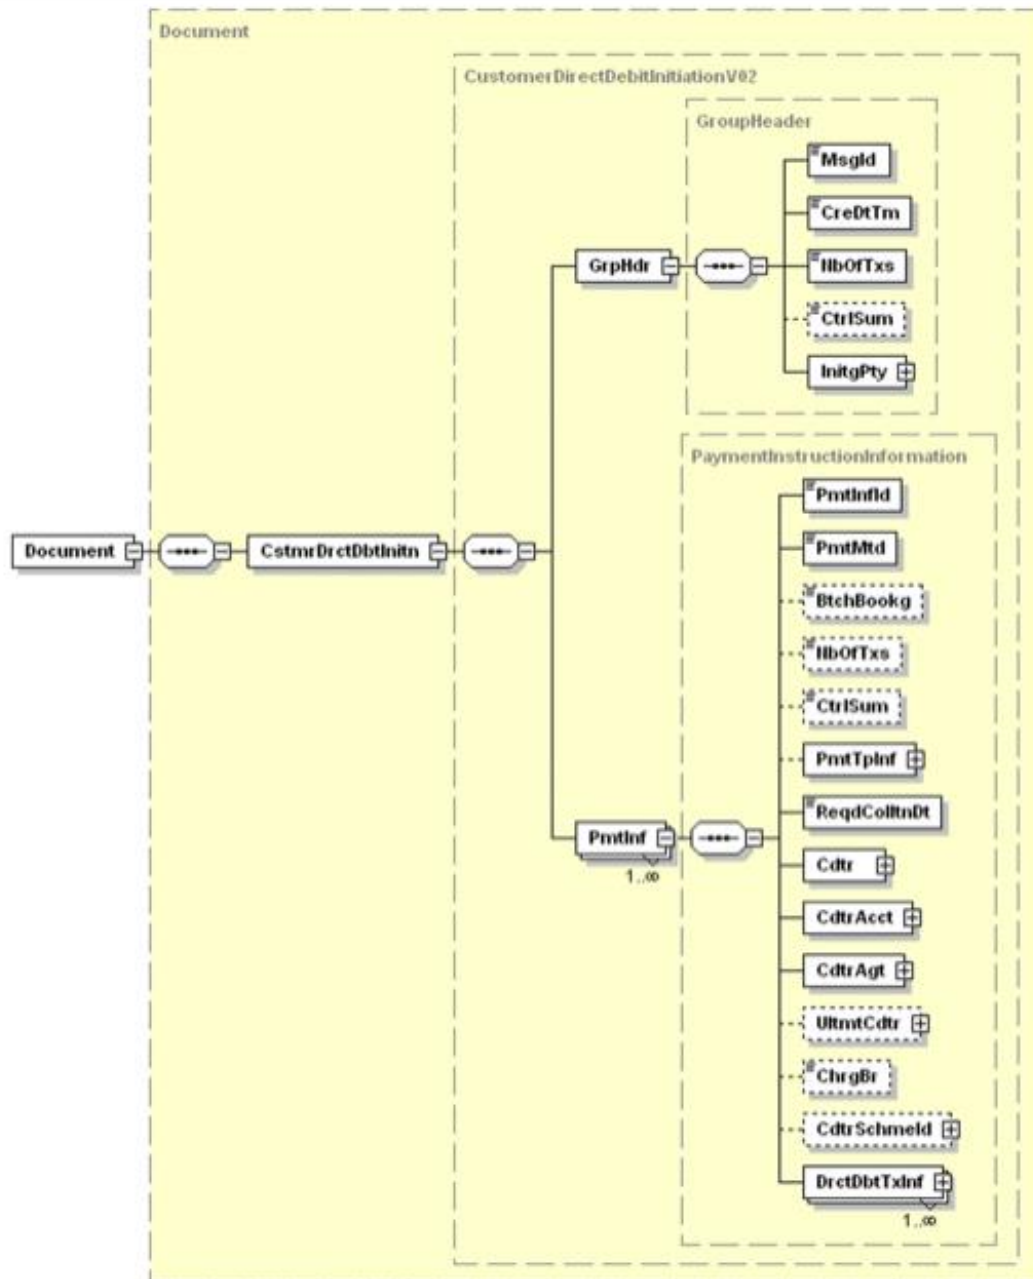 Document
CustomerDirectDebitInitiationV02
GroupHeader
MsgId
CreDtTm
GrpHdr
NbOfTxs
CtrlSum
InitgPty
PaymentInstructionInformation
PmtInfId
Document
CstmrDrctDbtInitn
PmtMtd
BtchBookg
NbOfTxs
CtrlSum
PmtTpInf
ReqdColltnDt
PmtInf
1..∞
Cdtr
CdtrAcct
CdtrAgt
UltmtCdtr
ChrgBr
CdtrSchmeId
DrctDbtTxInf
1..∞